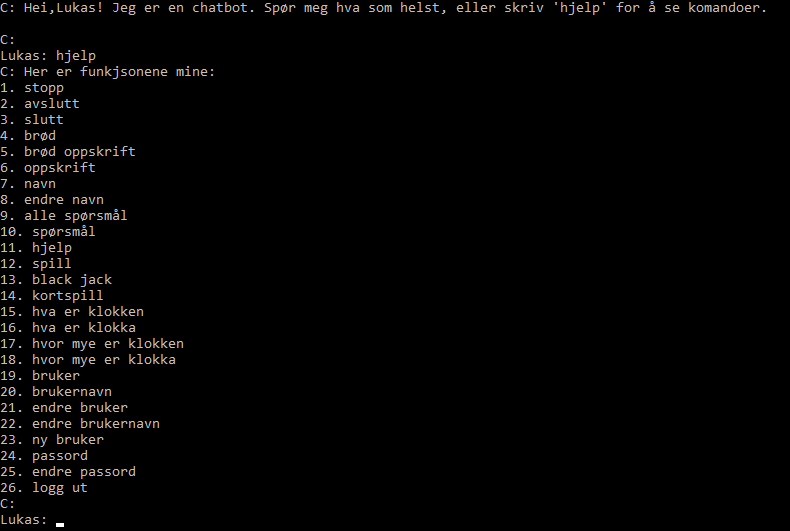 C: Hei,Lukas! Jeg er en chatbot. Spør meg hva som helst, eller skriv 'hjelp' for å se komandoer.
C:
Lukas: hjelp
C: Her er funkjsonene mine:
1. stopp
2. avslutt
3. slutt
4. brød
5. brød oppskrift
6. oppskrift
7. navn
8. endre navn
9. alle spørsmål
10. spørsmål
11. hjelp
12. spill
13. black jack
14. kortspill
15. hva er klokken
16. hva er klokka
17. hvor mye er klokken
18. hvor mye er klokka
19. bruker
20. brukernavn
21. endre bruker
22. endre brukernavn
23. ny bruker
24. passord
25. endre passord
26. logg ut
C:
Lukas: